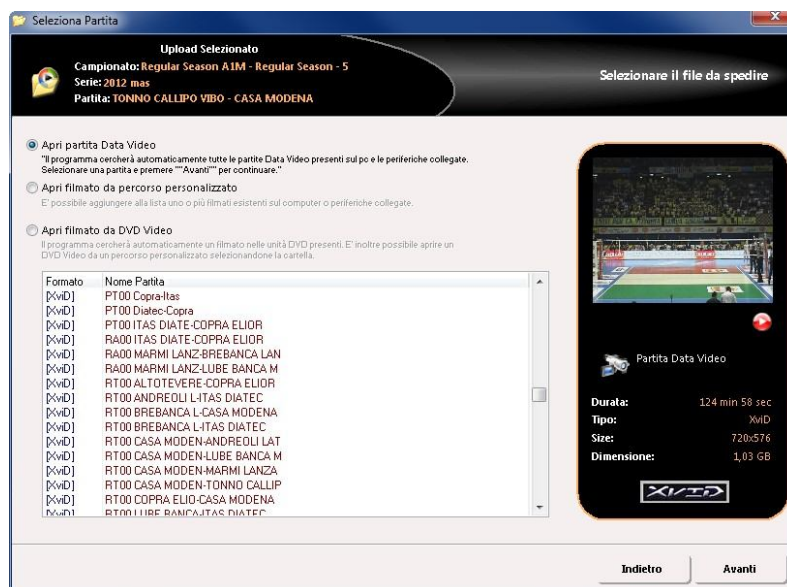 Seleziona Partita
Upload Selezionato
Campionato: Regular Season A1M - Regular Season - 5
Serie: 2012 mas
Partita: TONNO CALLIPO VIBO - CASA MODENA
Selezionare il file da spedire
Apri partita Data Video
"Il programma cercherà automaticamente tutte le partite Data Video presenti sul pc e le periferiche collegate.
Selezionare una partita e premere ""Avanti"" per continuare."
Apri filmato da percorso personalizzato
E' possibile aggiungere alla lista uno o più filmati esistenti sul computer o periferiche collegate.
Apri filmato da DVD Video
Il programma cercherà automaticamente un filmato nelle unità DVD presenti. E' inoltre possibile aprire un
DVD Video da un percorso personalizzato selezionandone la cartella.
Formato Nome Partita
[XviD] PT00 Copra-Itas
[XviD] PT00 Diatec-Copra
[XviD] PT00 ITAS DIATE-COPRA ELIOR
[XviD] RA00 ITAS DIATE-COPRA ELIOR
[XviD] RA00 MARMI LANZ-BREBANCA LAN
[XviD] RA00 MARMI LANZ-LUBE BANCA M
[XviD] RT00 ALTOTEVERE-COPRA ELIOR
[XviD] RT00 ANDREOLI L-ITAS DIATEC
[XviD] RT00 BREBANCA L-CASA MODENA
[XviD] RT00 BREBANCA L-ITAS DIATEC
[XviD] RT00 CASA MODEN-ANDREOLI LAT
[XviD] RT00 CASA MODEN-LUBE BANCA M
[XviD] RT00 CASA MODEN-MARMI LANZA
[XviD] RT00 CASA MODEN-TONNO CALLIP
[XviD] RT00 COPRA ELIO-CASA MODENA
[XviD] RT00 LUBE BANCA-ITAS DIATEC
Partita Data Video
Durata: 124 min 58 sec
Tipo: XviD
Size: 720x576
Dimensione: 1,03 GB
XVID
Indietro Avanti